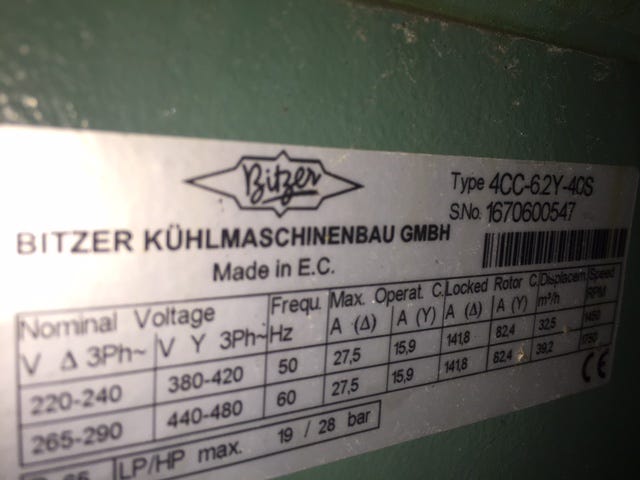 Bitzer
Type 4CC-6.2Y-40S
S.No. 1670600547
BITZER KÜHLMASCHINENBAU GMBH
Made in E.C.
Nominal Voltage Frequ. Max. Operat. C. Locked Rotor C. Displacem. Speed
V Δ 3Ph~ V Y 3Ph~ Hz A (Δ) A (Y) A (Δ) A (Y) m³/h RPM
220-240 380-420 50 27,5 15,9 141,8 82,4 32,5 1450
265-290 440-480 60 27,5 15,9 141,8 82,4 39,2 1750
LP/HP max. 19 / 28 bar
CE